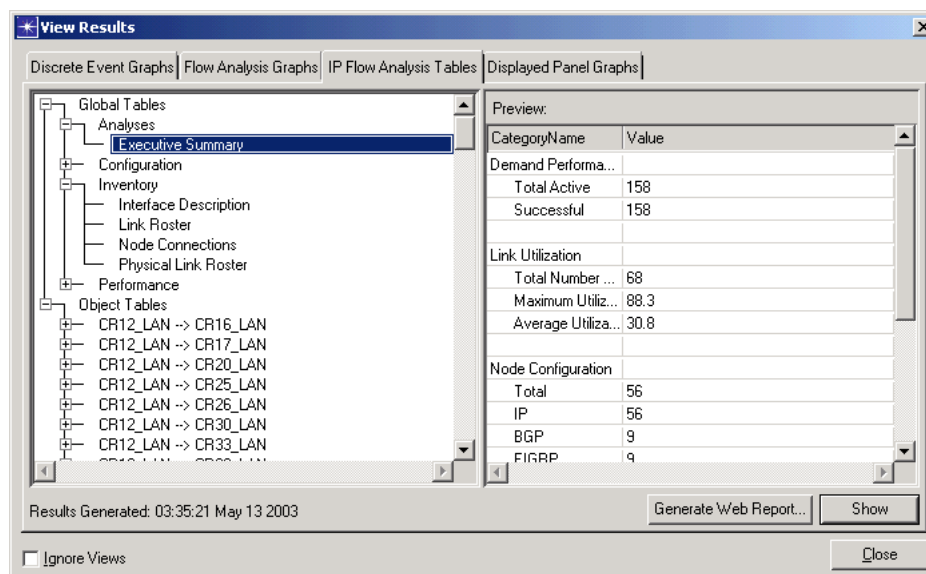 View Results
Discrete Event Graphs Flow Analysis Graphs IP Flow Analysis Tables Displayed Panel Graphs
Global Tables
Analyses
Executive Summary
Configuration
Inventory
Interface Description
Link Roster
Node Connections
Physical Link Roster
Performance
Object Tables
CR12_LAN --> CR16_LAN
CR12_LAN --> CR17_LAN
CR12_LAN --> CR20_LAN
CR12_LAN --> CR25_LAN
CR12_LAN --> CR26_LAN
CR12_LAN --> CR30_LAN
CR12_LAN --> CR33_LAN
Preview:
CategoryName Value
Demand Performa...
Total Active 158
Successful 158
Link Utilization
Total Number ... 68
Maximum Utiliz... 88.3
Average Utiliza... 30.8
Node Configuration
Total 56
IP 56
BGP 9
EIGRP 9
Results Generated: 03:35:21 May 13 2003
Generate Web Report... Show
Ignore Views
Close